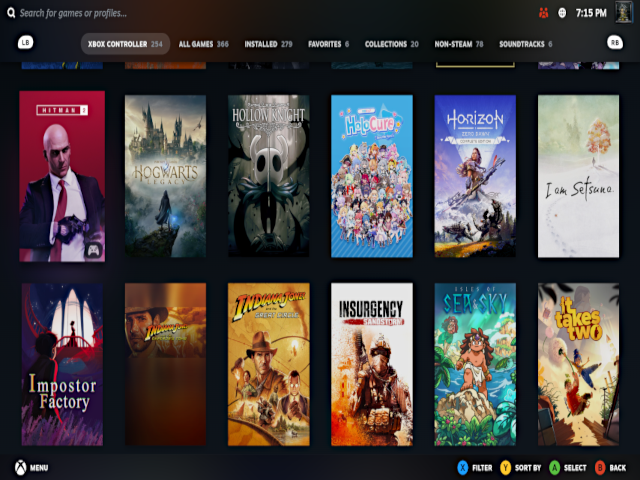 Search for games or profiles...
7:15 PM
LB
XBOX CONTROLLER 254
ALL GAMES 366
INSTALLED 279
FAVORITES 6
COLLECTIONS 20
NON-STEAM 78
SOUNDTRACKS 6
RB
HITMAN 2
HOGWARTS
LEGACY
HOLLOW KNIGHT
HoloCure
HORIZON
ZERO DAWN
COMPLETE EDITION
I am Setsuna.
Impostor
Factory
INDIANA JONES
INDIANA JONES
GREAT CIRCLE
INSURGENCY
SANDSTORM
ISLES OF
SEA & SKY
it
takes
two
MENU
X FILTER
Y SORT BY
A SELECT
B BACK